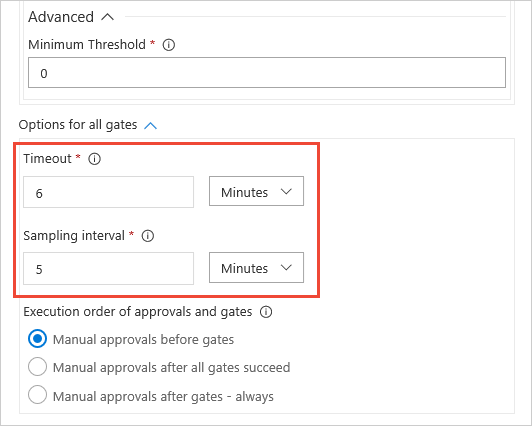 Advanced
Minimum Threshold *
0
Options for all gates
Timeout *
6 Minutes
Sampling interval *
5 Minutes
Execution order of approvals and gates
Manual approvals before gates
Manual approvals after all gates succeed
Manual approvals after gates - always